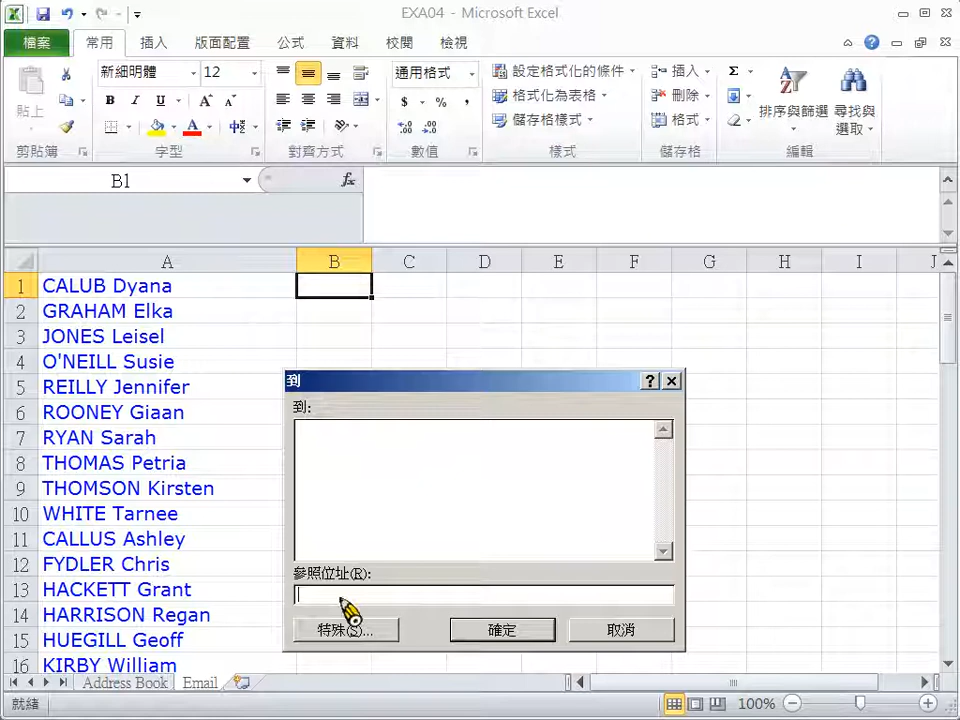 EXA04 - Microsoft Excel
檔案 常用 插入 版面配置 公式 資料 校閱 檢視
貼上
剪貼簿
新細明體 12
B I U A A
A 中
字型
對齊方式
通用格式
$ % ,
.00 .0
數值
設定格式化的條件
格式化為表格
儲存格樣式
樣式
插入
刪除
格式
儲存格
Σ
排序與篩選
尋找與
選取
編輯
B1 fx
A B C D E F G H I J
1 CALUB Dyana
2 GRAHAM Elka
3 JONES Leisel
4 O'NEILL Susie
5 REILLY Jennifer
6 ROONEY Giaan
7 RYAN Sarah
8 THOMAS Petria
9 THOMSON Kirsten
10 WHITE Tarnee
11 CALLUS Ashley
12 FYDLER Chris
13 HACKETT Grant
14 HARRISON Regan
15 HUEGILL Geoff
16 KIRBY William
到
到:
參照位址(R):
特殊(S)...
確定
取消
Address Book Email
就緒
100%